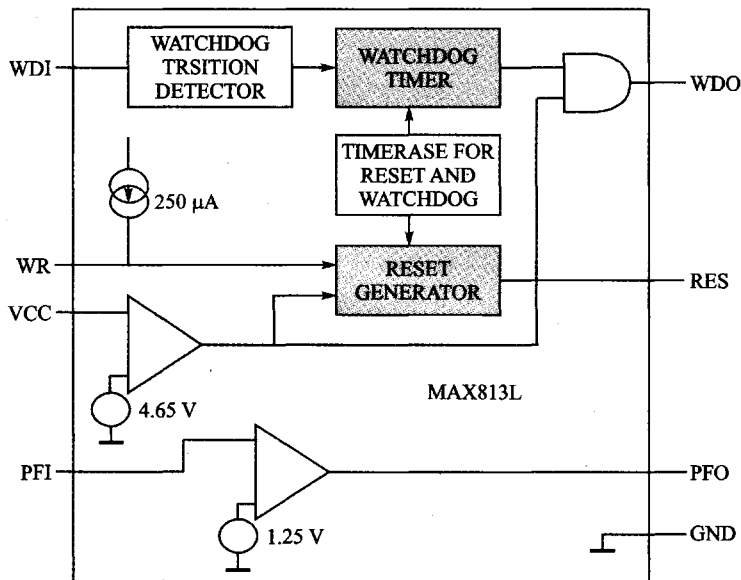 WDI
WATCHDOG
TRSITION
DETECTOR
WATCHDOG
TIMER
WDO
TIMERASE FOR
RESET AND
WATCHDOG
250 μA
WR
RESET
GENERATOR
RES
VCC
4.65 V
MAX813L
PFI
PFO
1.25 V
GND